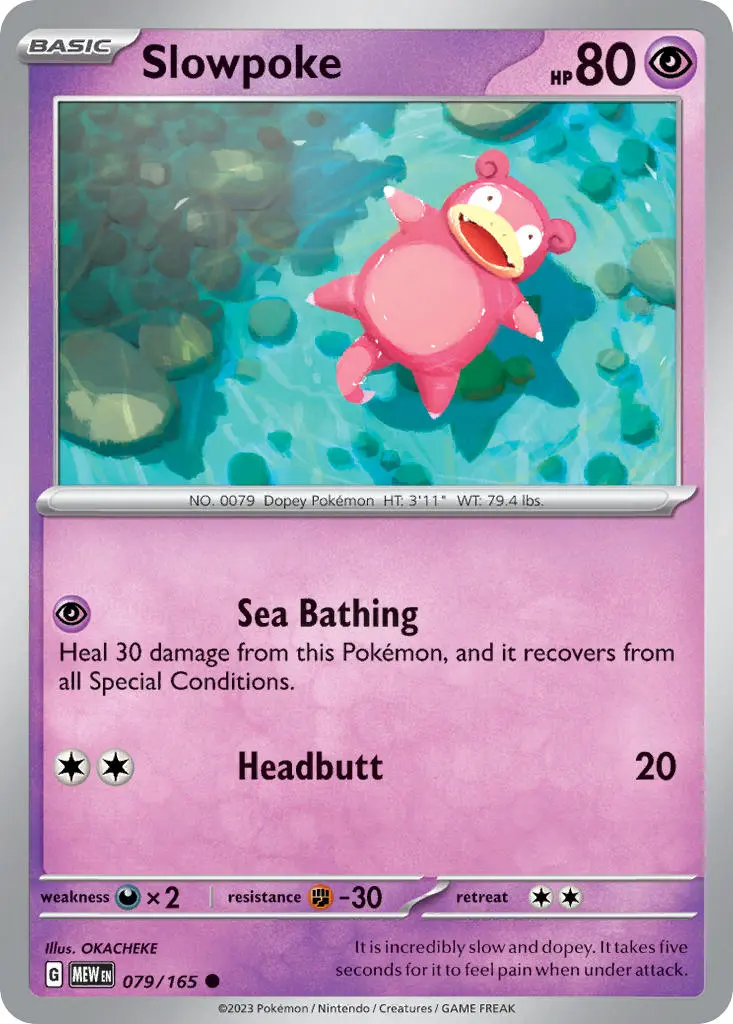 BASIC
Slowpoke
HP 80
NO. 0079 Dopey Pokémon HT: 3'11" WT: 79.4 lbs.
Sea Bathing
Heal 30 damage from this Pokémon, and it recovers from
all Special Conditions.
Headbutt 20
weakness ×2 resistance -30 retreat
Illus. OKACHEKE
It is incredibly slow and dopey. It takes five
seconds for it to feel pain when under attack.
G MEW EN 079/165
©2023 Pokémon / Nintendo / Creatures / GAME FREAK